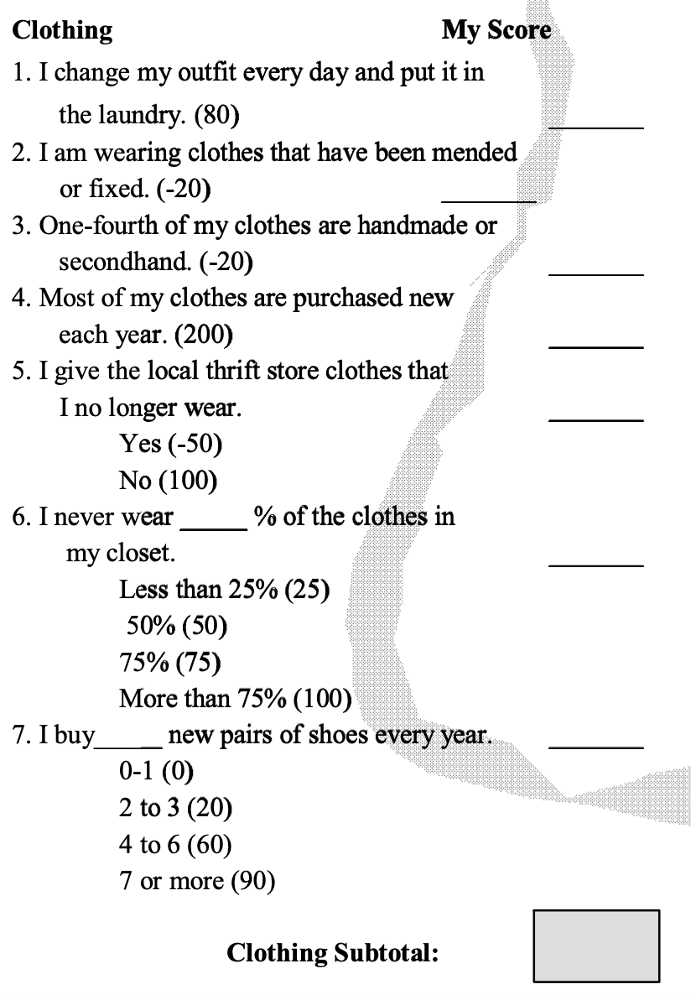 Clothing My Score
1. I change my outfit every day and put it in
the laundry. (80) _______
2. I am wearing clothes that have been mended
or fixed. (-20) _______
3. One-fourth of my clothes are handmade or
secondhand. (-20) _______
4. Most of my clothes are purchased new
each year. (200) _______
5. I give the local thrift store clothes that
I no longer wear. _______
Yes (-50)
No (100)
6. I never wear _____ % of the clothes in
my closet. _______
Less than 25% (25)
50% (50)
75% (75)
More than 75% (100)
7. I buy_____ new pairs of shoes every year. _______
0-1 (0)
2 to 3 (20)
4 to 6 (60)
7 or more (90)
Clothing Subtotal: